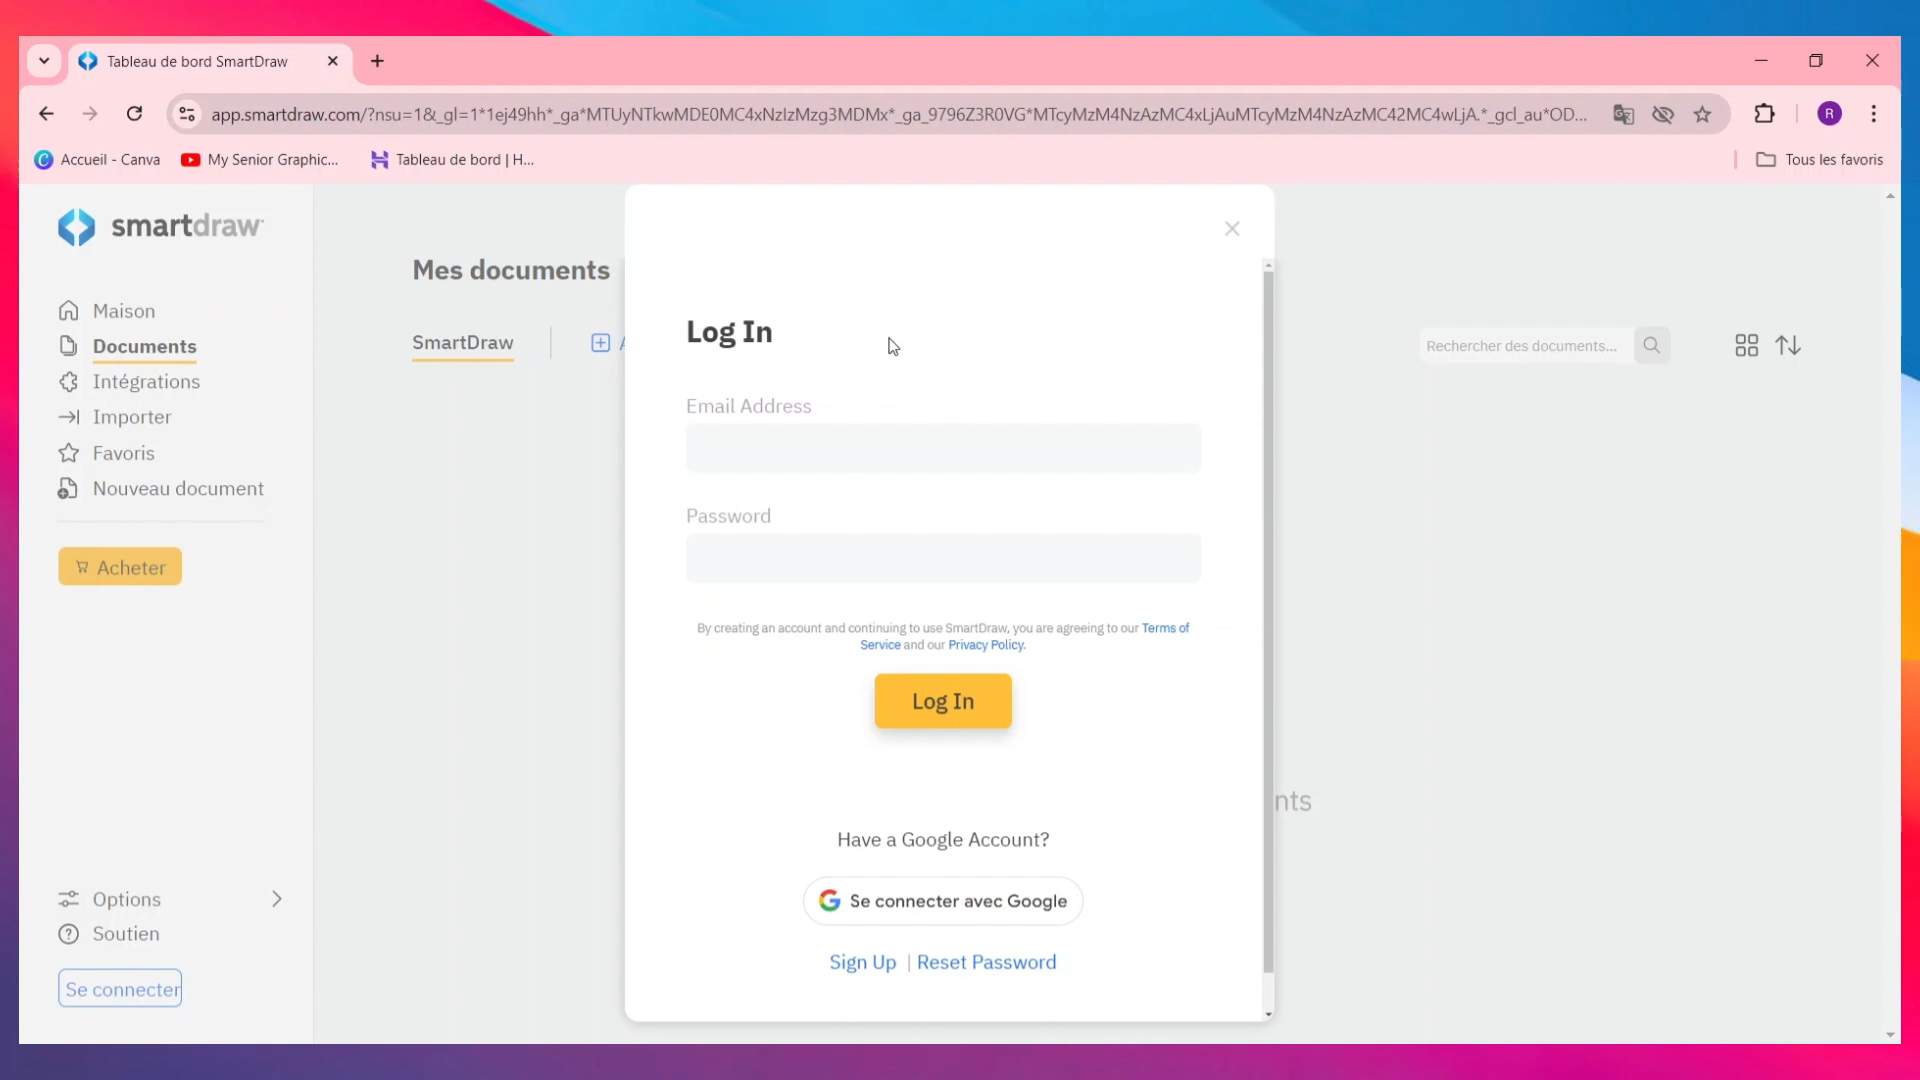 Tableau de bord SmartDraw
app.smartdraw.com/?nsu=1&_gl=1*1ej49hh*_ga*MTUyNTkwMDE0MC4xNzIzMzg3MDMx*_ga_9796Z3R0VG*MTcyMzM4NzAzMC4xLjAuMTcyMzM4NzAzMC42MC4wLjA.*_gcl_au*OD...
R
Accueil - Canva
My Senior Graphic...
Tableau de bord | H...
Tous les favoris
smartdraw
Maison
Documents
Intégrations
Importer
Favoris
Nouveau document
Acheter
Options
Soutien
Se connecter
Mes documents
SmartDraw
Rechercher des documents...
nts
Log In
Email Address
Password
By creating an account and continuing to use SmartDraw, you are agreeing to our Terms of
Service and our Privacy Policy.
Log In
Have a Google Account?
Se connecter avec Google
Sign Up | Reset Password